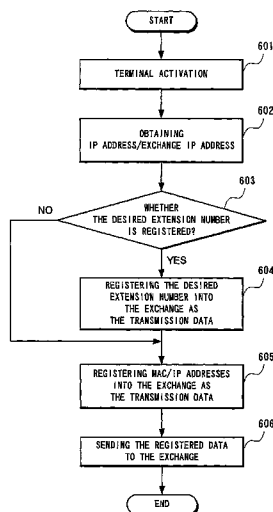 START
601
TERMINAL ACTIVATION
602
OBTAINING
IP ADDRESS/EXCHANGE IP ADDRESS
603
WHETHER
THE DESIRED EXTENSION NUMBER
IS REGISTERED?
NO
YES
604
REGISTERING THE DESIRED
EXTENSION NUMBER INTO
THE EXCHANGE AS
THE TRANSMISSION DATA
605
REGISTERING MAC/IP ADDRESSES
INTO THE EXCHANGE AS
THE TRANSMISSION DATA
606
SENDING THE REGISTERED DATA
TO THE EXCHANGE
END